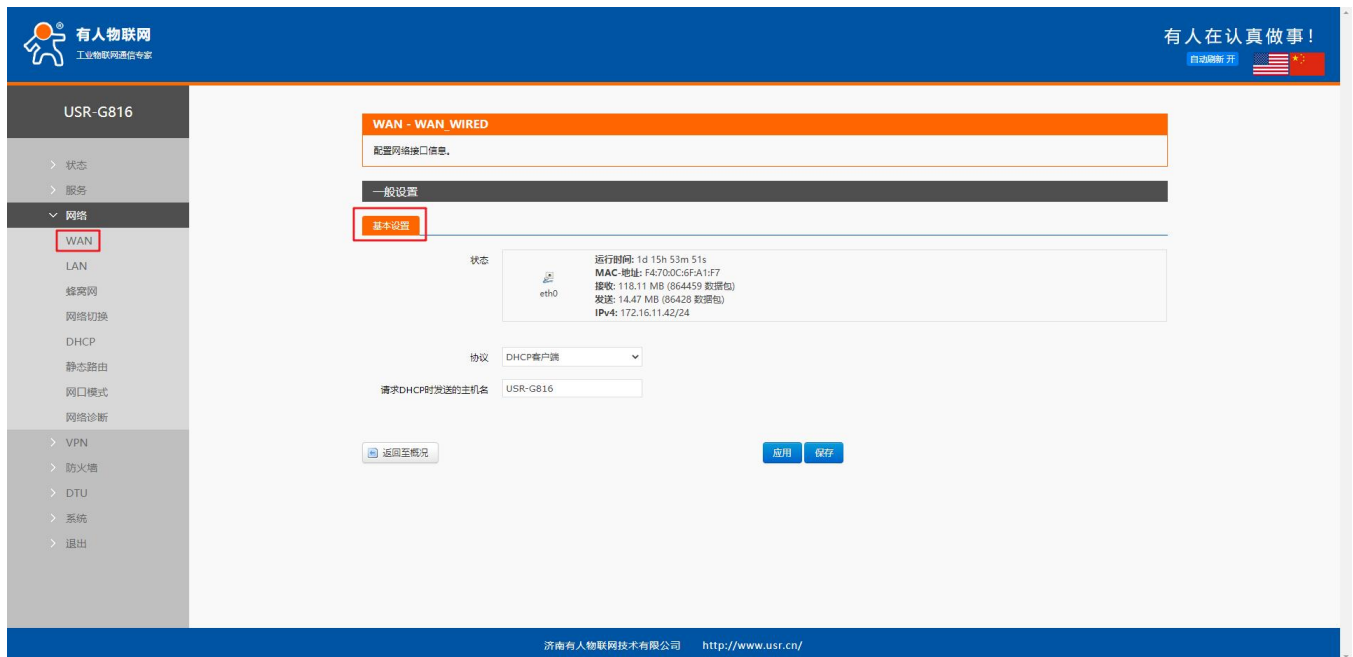 有人物联网
®
工业物联网通信专家
有人在认真做事！
自动刷新 开
USR-G816
状态
服务
网络
WAN
LAN
蜂窝网
网络切换
DHCP
静态路由
网口模式
网络诊断
VPN
防火墙
DTU
系统
退出
WAN - WAN_WIRED
配置网络接口信息。
一般设置
基本设置
状态
eth0
运行时间: 1d 15h 53m 51s
MAC-地址: F4:70:0C:6F:A1:F7
接收: 118.11 MB (864459 数据包)
发送: 14.47 MB (86428 数据包)
IPv4: 172.16.11.42/24
协议 DHCP客户端
请求DHCP时发送的主机名 USR-G816
返回至概况 应用 保存
济南有人物联网技术有限公司 http://www.usr.cn/